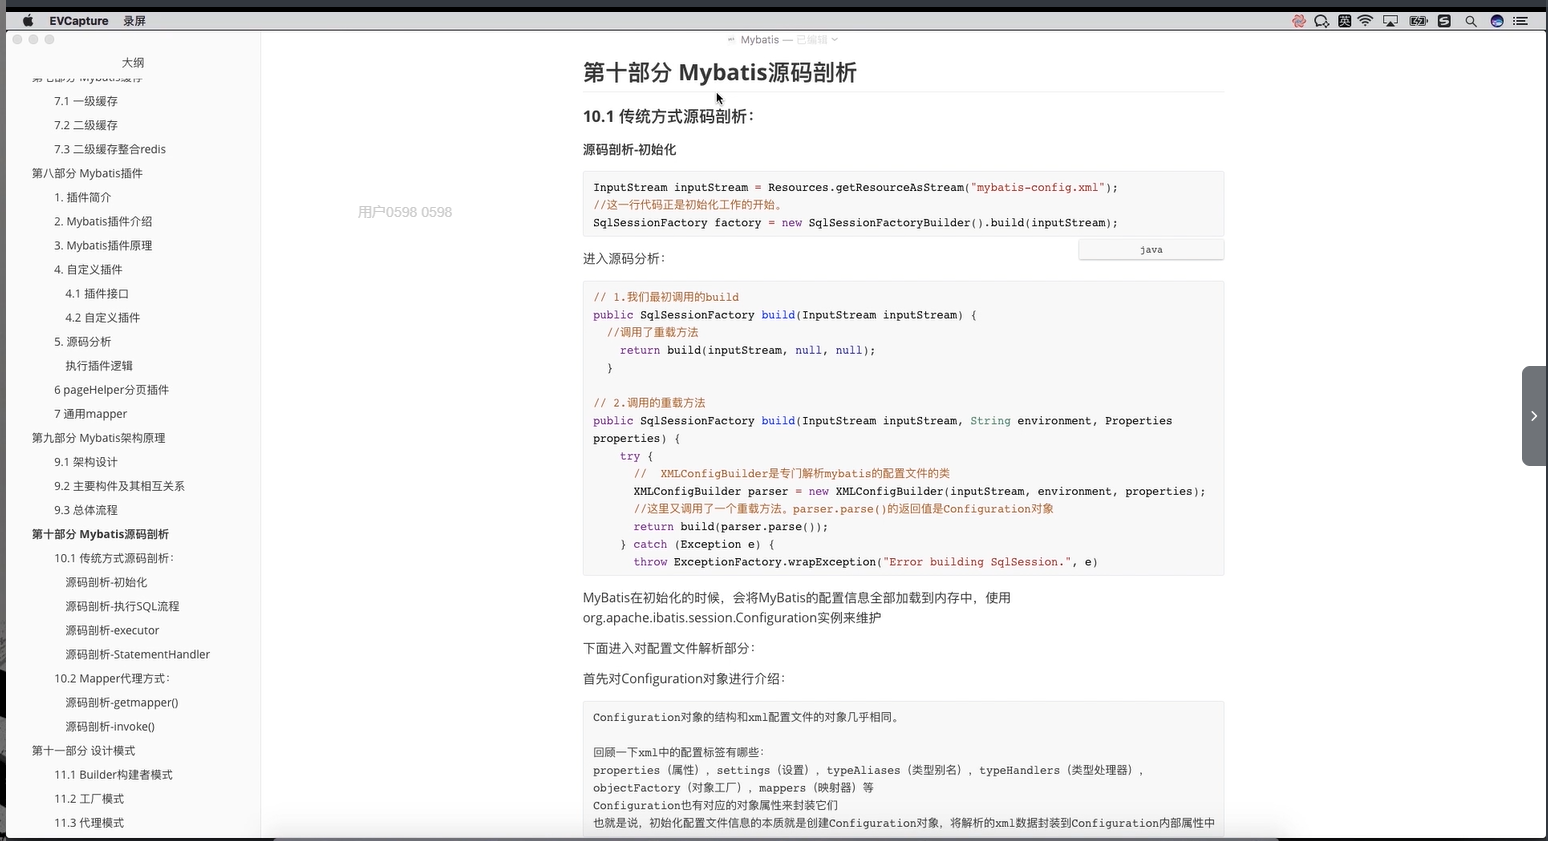 EVCapture 录屏
英
Mybatis — 已编辑
大纲
第七部分 Mybatis缓存
7.1 一级缓存
7.2 二级缓存
7.3 二级缓存整合redis
第八部分 Mybatis插件
1. 插件简介
2. Mybatis插件介绍
3. Mybatis插件原理
4. 自定义插件
4.1 插件接口
4.2 自定义插件
5. 源码分析
执行插件逻辑
6 pageHelper分页插件
7 通用mapper
第九部分 Mybatis架构原理
9.1 架构设计
9.2 主要构件及其相互关系
9.3 总体流程
第十部分 Mybatis源码剖析
10.1 传统方式源码剖析：
源码剖析-初始化
源码剖析-执行SQL流程
源码剖析-executor
源码剖析-StatementHandler
10.2 Mapper代理方式：
源码剖析-getmapper()
源码剖析-invoke()
第十一部分 设计模式
11.1 Builder构建者模式
11.2 工厂模式
11.3 代理模式
用户0598 0598
第十部分 Mybatis源码剖析
10.1 传统方式源码剖析：
源码剖析-初始化
InputStream inputStream = Resources.getResourceAsStream("mybatis-config.xml");
//这一行代码正是初始化工作的开始。
SqlSessionFactory factory = new SqlSessionFactoryBuilder().build(inputStream);
java
进入源码分析：
// 1.我们最初调用的build
public SqlSessionFactory build(InputStream inputStream) {
//调用了重载方法
return build(inputStream, null, null);
}
// 2.调用的重载方法
public SqlSessionFactory build(InputStream inputStream, String environment, Properties
properties) {
try {
// XMLConfigBuilder是专门解析mybatis的配置文件的类
XMLConfigBuilder parser = new XMLConfigBuilder(inputStream, environment, properties);
//这里又调用了一个重载方法。parser.parse()的返回值是Configuration对象
return build(parser.parse());
} catch (Exception e) {
throw ExceptionFactory.wrapException("Error building SqlSession.", e)
MyBatis在初始化的时候，会将MyBatis的配置信息全部加载到内存中，使用
org.apache.ibatis.session.Configuration实例来维护
下面进入对配置文件解析部分：
首先对Configuration对象进行介绍：
Configuration对象的结构和xml配置文件的对象几乎相同。
回顾一下xml中的配置标签有哪些：
properties（属性），settings（设置），typeAliases（类型别名），typeHandlers（类型处理器），
objectFactory（对象工厂），mappers（映射器）等
Configuration也有对应的对象属性来封装它们
也就是说，初始化配置文件信息的本质就是创建Configuration对象，将解析的xml数据封装到Configuration内部属性中